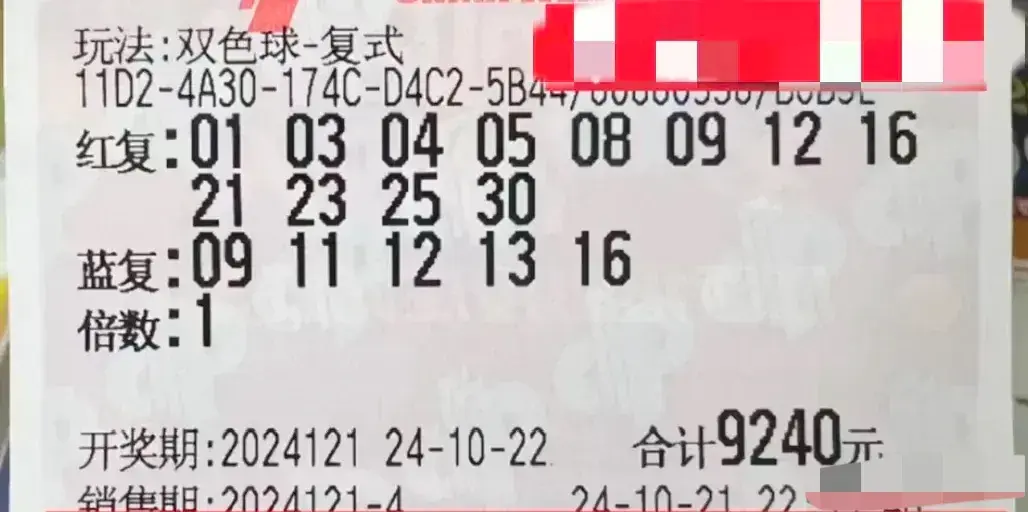 玩法:双色球-复式
11D2-4A30-174C-D4C2-5B44/
红复:01 03 04 05 08 09 12 16
21 23 25 30
蓝复:09 11 12 13 16
倍数:1
开奖期:2024121 24-10-22 合计9240元
销售期:2024121-4 24-10-21 22